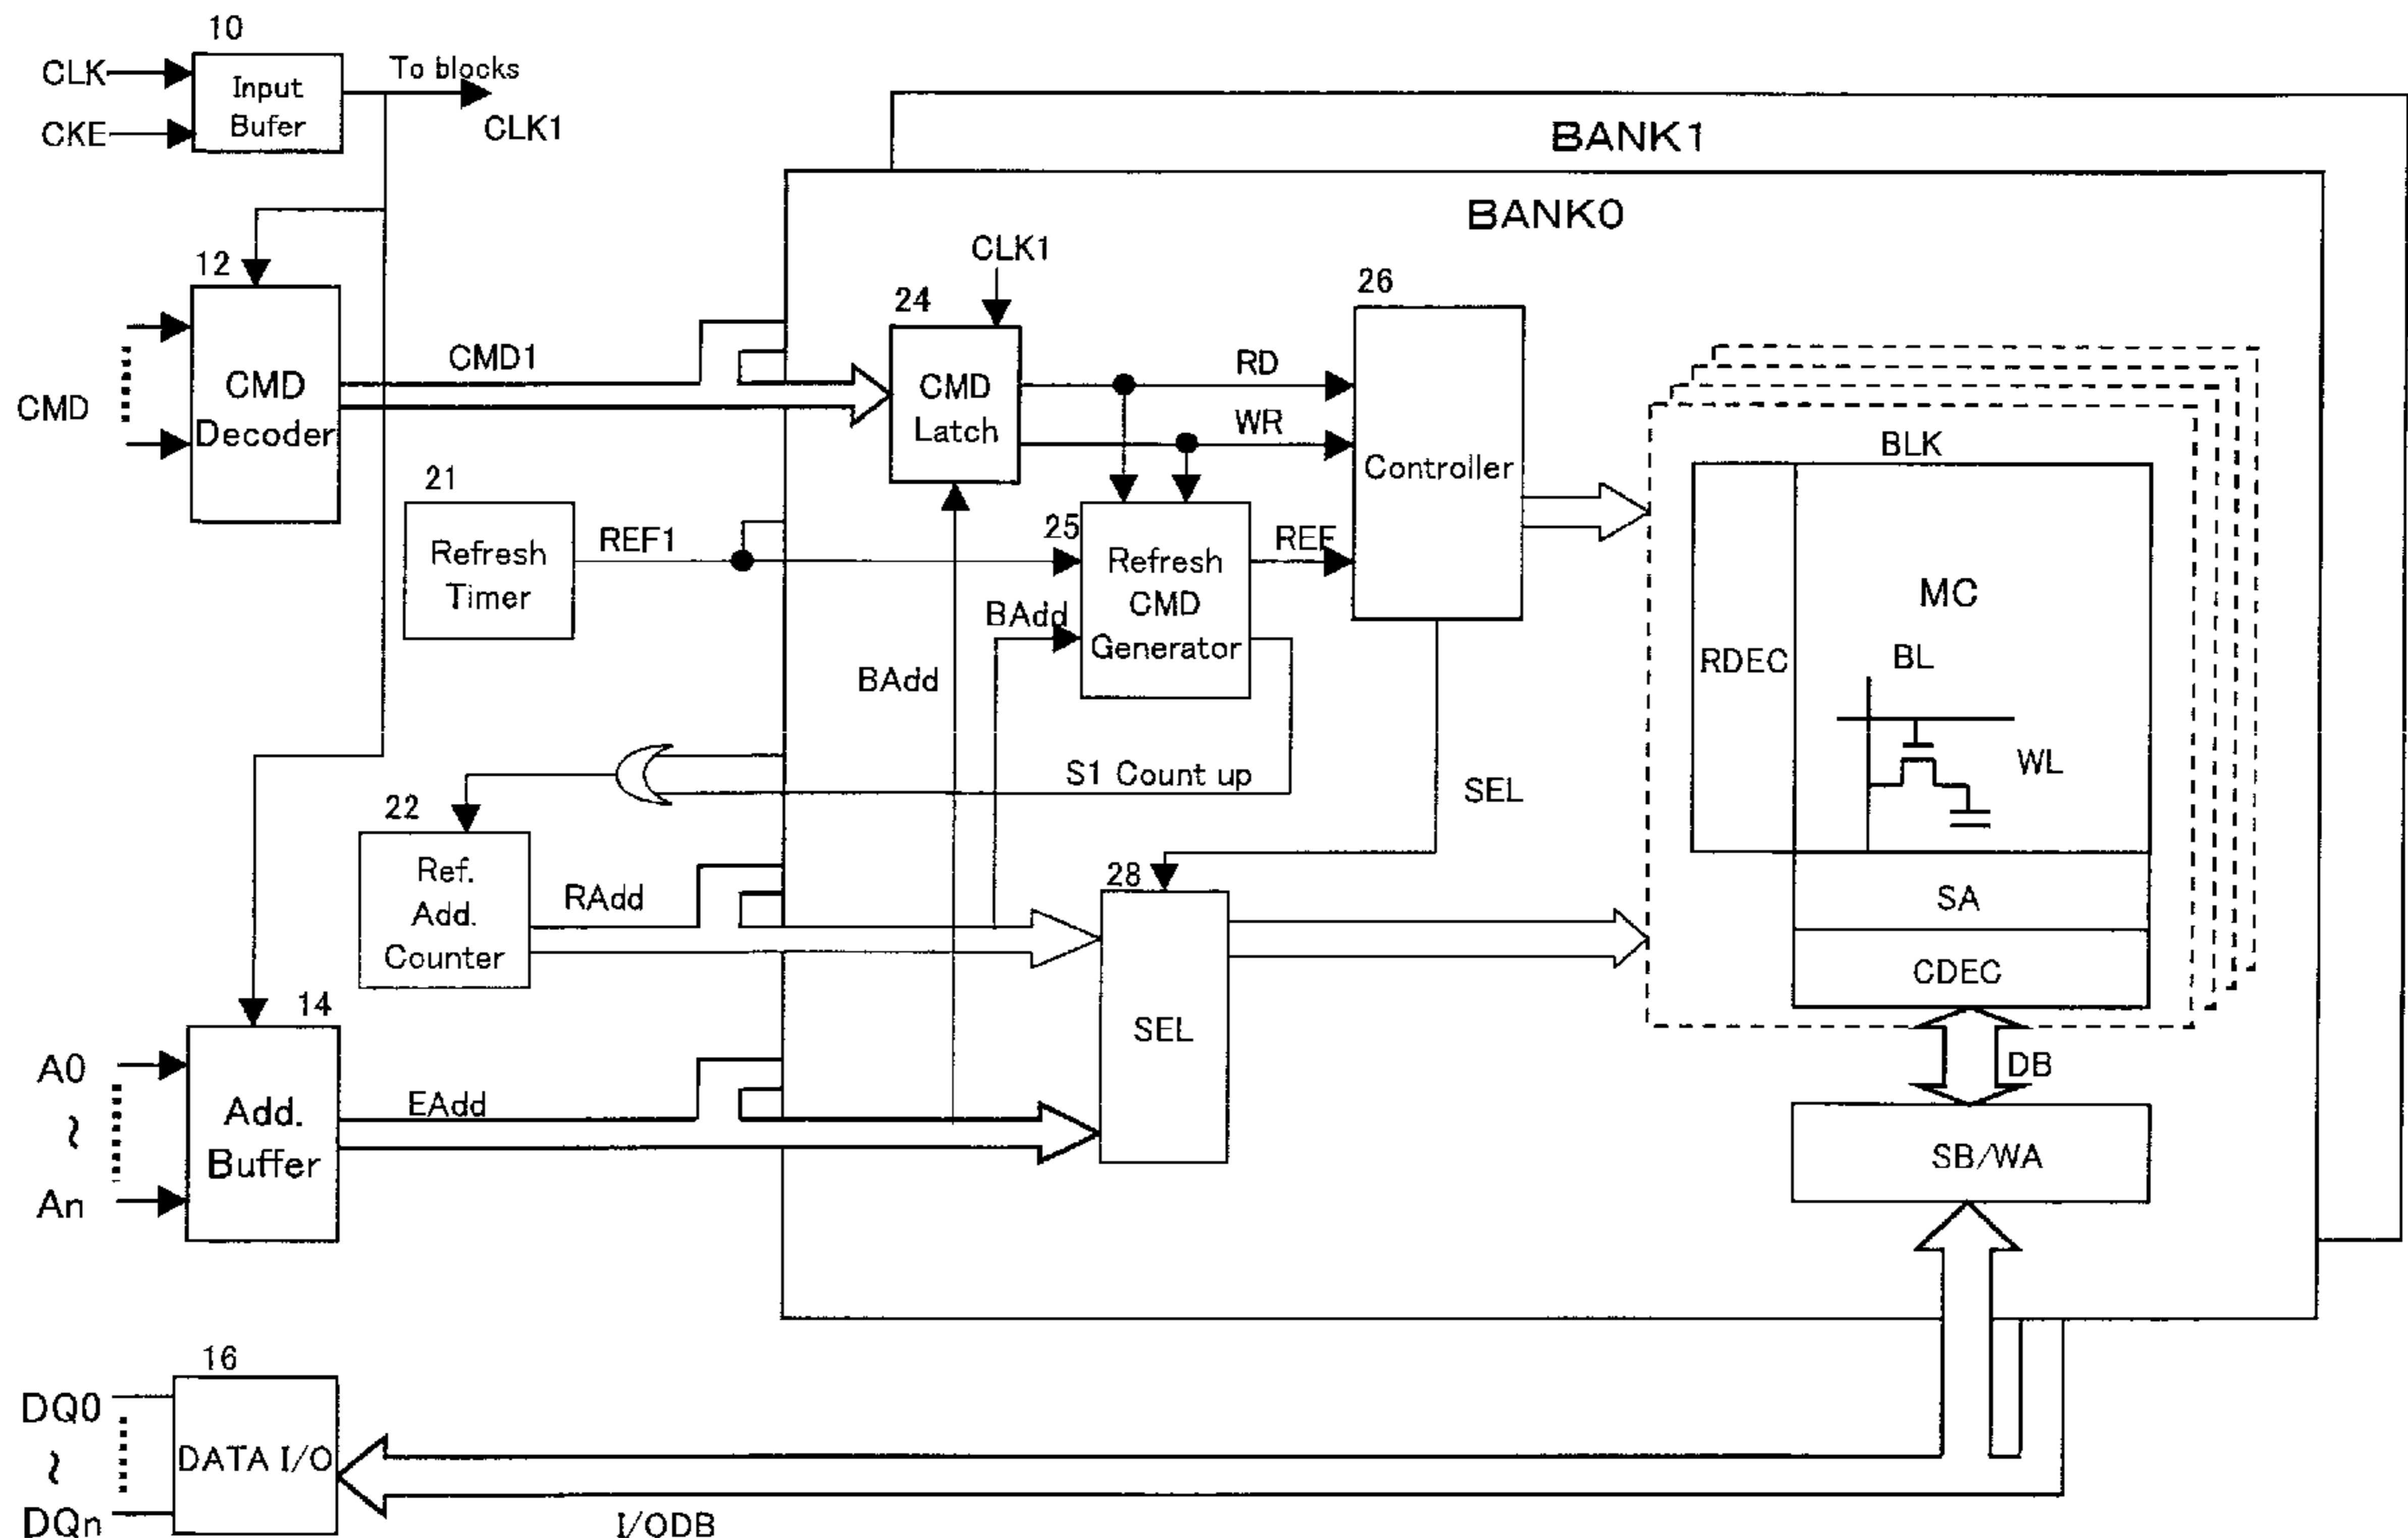 10
CLK
CKE
Input
Bufer
To blocks
CLK1
BANK1
BANK0
12
CMD
CMD
Decoder
CMD1
CLK1
24
CMD
Latch
RD
WR
26
Controller
21
Refresh
Timer
REF1
25
Refresh
CMD
Generator
REF
BAdd
BAdd
S1 Count up
SEL
22
Ref.
Add.
Counter
RAdd
28
SEL
14
A0
~
An
Add.
Buffer
EAdd
BLK
RDEC
MC
BL
WL
SA
CDEC
DB
SB/WA
16
DQ0
~
DQn
DATA I/O
I/ODB